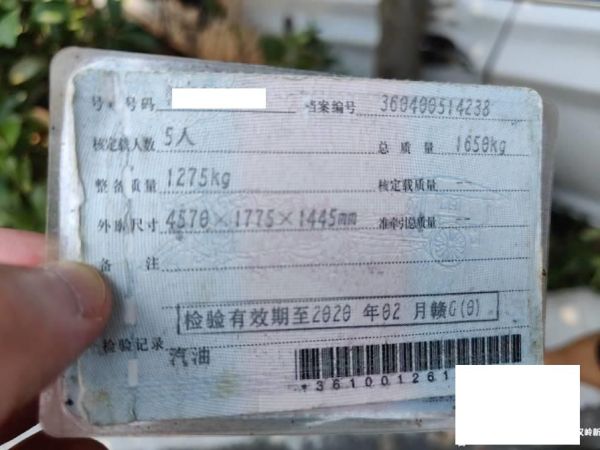 号牌号码 档案编号 360400514238
核定载人数 5人 总质量 1650kg
整备质量 1275kg 核定载质量 --
外廓尺寸 4570×1775×1445mm 准牵引总质量 --
备注
检验有效期至2020年02月赣G(0)
检验记录
汽油
*361001261